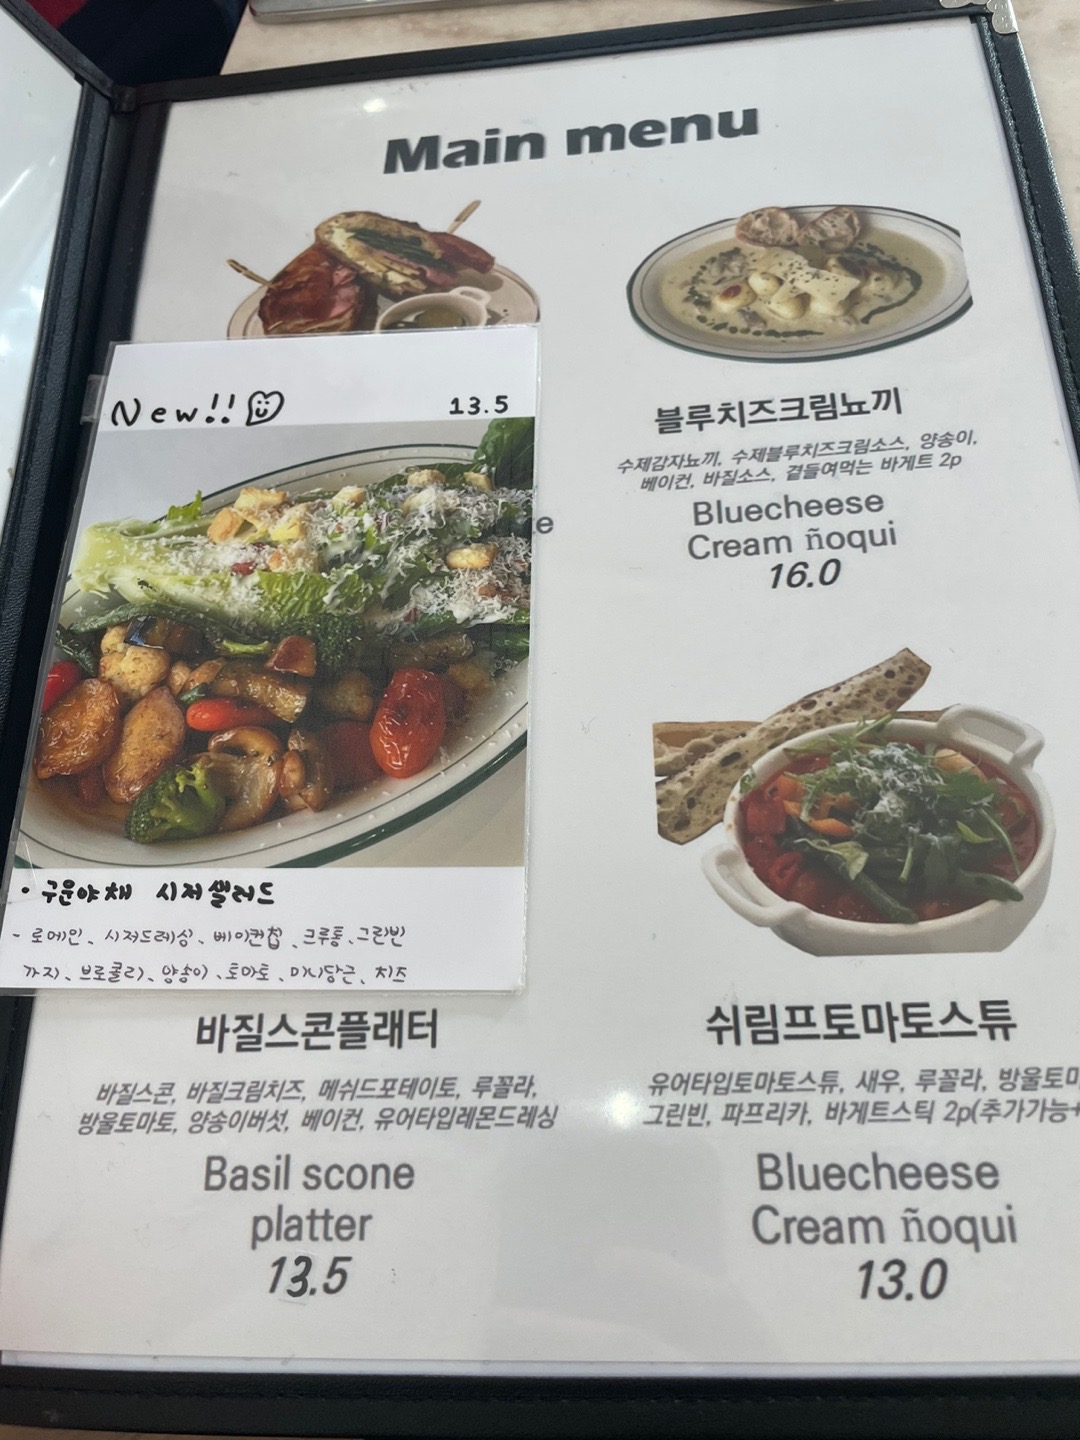 Main menu
New!!
13.5
구운야채 시저샐러드
- 로메인、시저드레싱、베이컨칩、크루통、그린빈
가지、브로콜리、양송이、토마토、미니당근、치즈
바질스콘플래터
바질스콘, 바질크림치즈, 메쉬드포테이토, 루꼴라,
방울토마토, 양송이버섯, 베이컨, 유어타입레몬드레싱
Basil scone
platter
13.5
블루치즈크림뇨끼
수제감자뇨끼, 수제블루치즈크림소스, 양송이,
베이컨, 바질소스, 곁들여먹는 바게트 2p
Bluecheese
Cream ñoqui
16.0
쉬림프토마토스튜
유어타입토마토스튜, 새우, 루꼴라, 방울토마
그린빈, 파프리카, 바게트스틱 2p(추가가능+
Bluecheese
Cream ñoqui
13.0